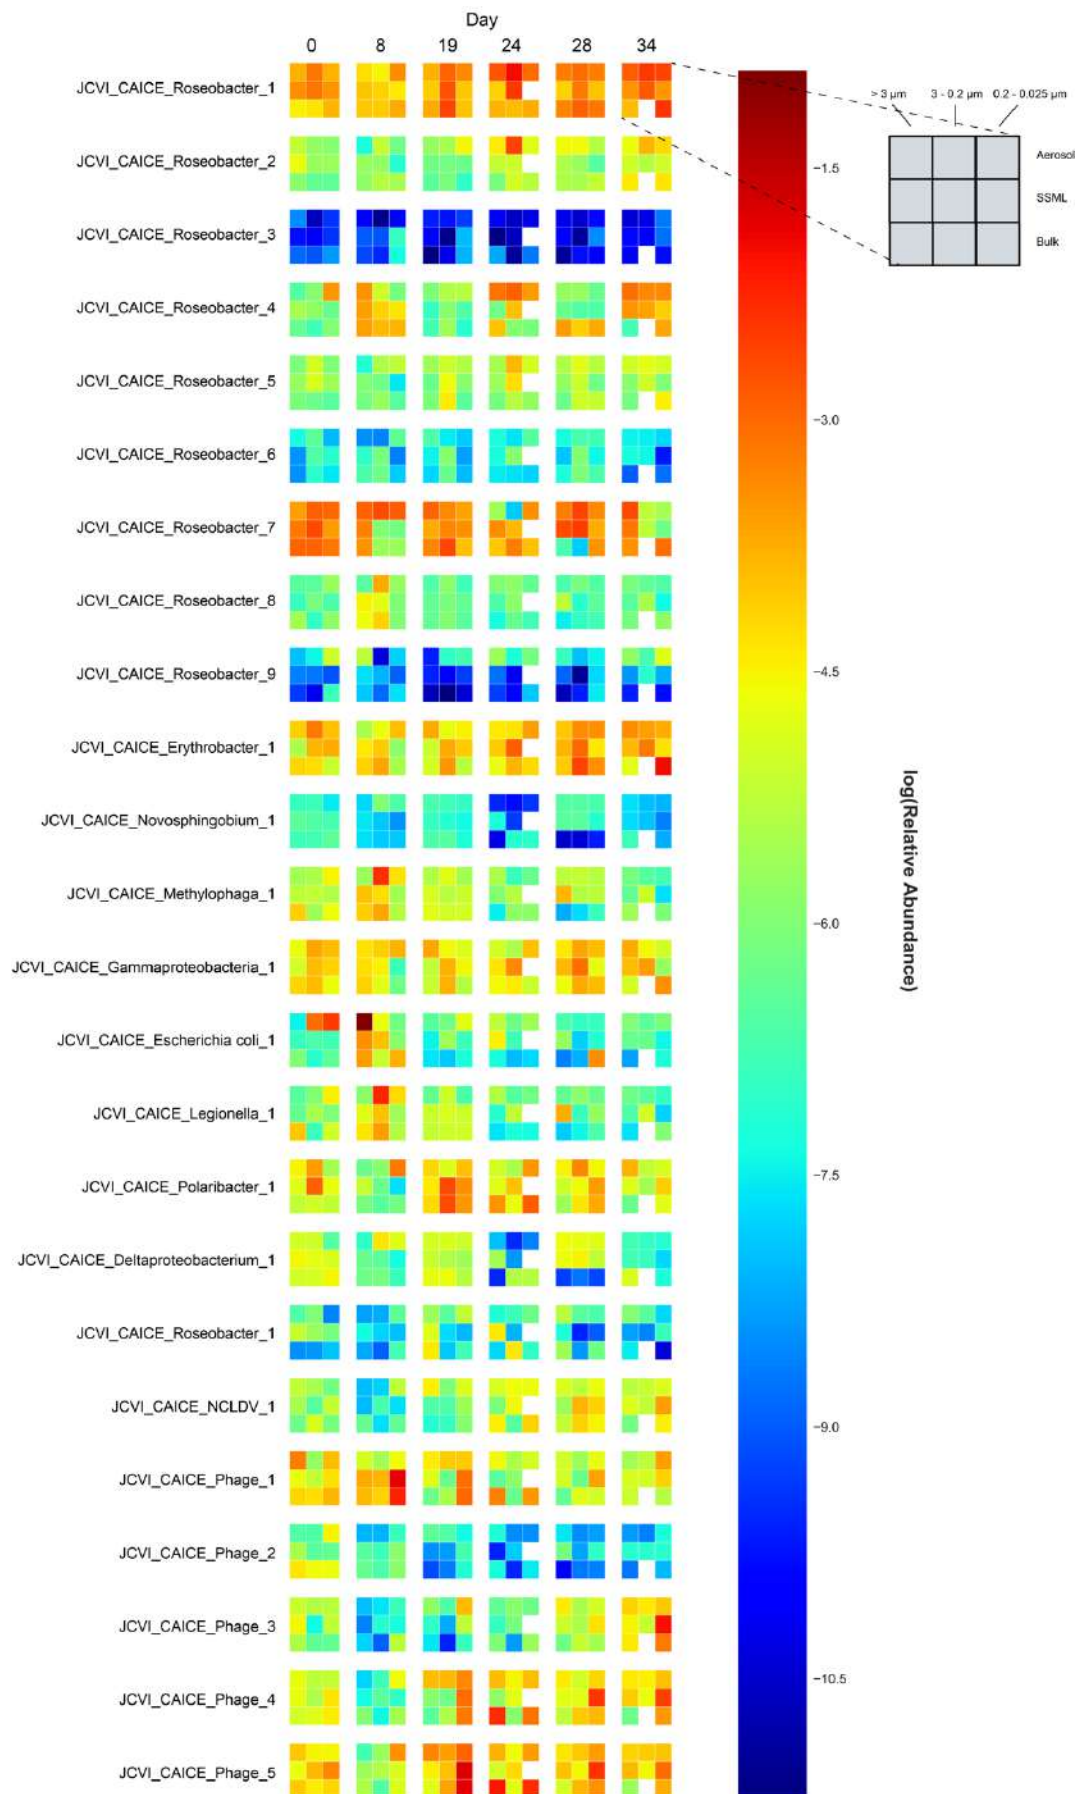 Day
0 8 19 24 28 34
JCVI_CAICE_Roseobacter_1
JCVI_CAICE_Roseobacter_2
JCVI_CAICE_Roseobacter_3
JCVI_CAICE_Roseobacter_4
JCVI_CAICE_Roseobacter_5
JCVI_CAICE_Roseobacter_6
JCVI_CAICE_Roseobacter_7
JCVI_CAICE_Roseobacter_8
JCVI_CAICE_Roseobacter_9
JCVI_CAICE_Erythrobacter_1
JCVI_CAICE_Novosphingobium_1
JCVI_CAICE_Methylophaga_1
JCVI_CAICE_Gammaproteobacteria_1
JCVI_CAICE_Escherichia coli_1
JCVI_CAICE_Legionella_1
JCVI_CAICE_Polaribacter_1
JCVI_CAICE_Deltaproteobacterium_1
JCVI_CAICE_Roseobacter_1
JCVI_CAICE_NCLDV_1
JCVI_CAICE_Phage_1
JCVI_CAICE_Phage_2
JCVI_CAICE_Phage_3
JCVI_CAICE_Phage_4
JCVI_CAICE_Phage_5
−1.5
−3.0
−4.5
−6.0
−7.5
−9.0
−10.5
log(Relative Abundance)
> 3 μm 3 - 0.2 μm 0.2 - 0.025 μm
Aerosol
SSML
Bulk